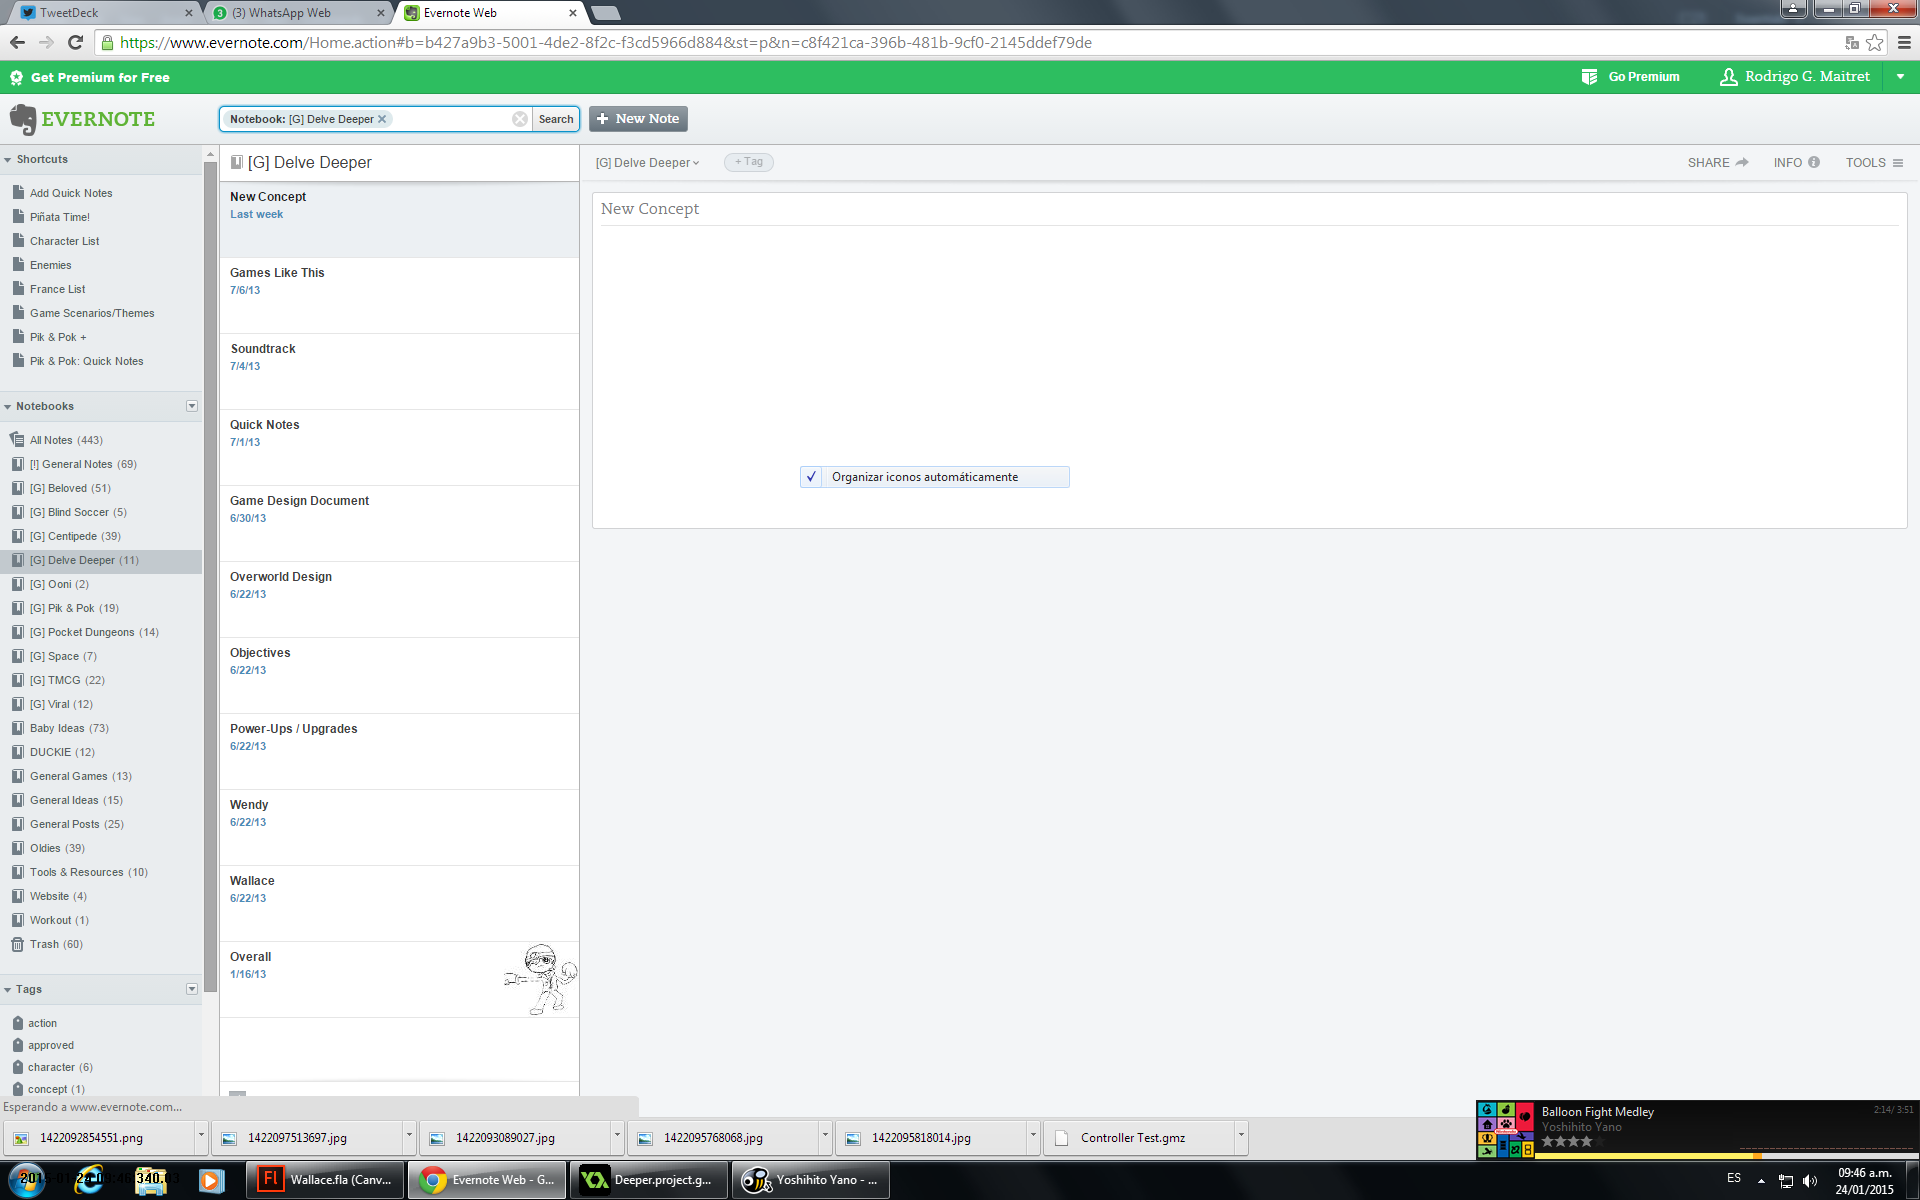 TweetDeck
(3) WhatsApp Web
Evernote Web
https://www.evernote.com/Home.action#b=b427a9b3-5001-4de2-8f2c-f3cd5966d884&st=p&n=c8f421ca-396b-481b-9cf0-2145ddef79de
Get Premium for Free
Go Premium
Rodrigo G. Maitret
EVERNOTE
Notebook: [G] Delve Deeper
Search
+ New Note
Shortcuts
Add Quick Notes
Piñata Time!
Character List
Enemies
France List
Game Scenarios/Themes
Pik & Pok +
Pik & Pok: Quick Notes
Notebooks
All Notes (443)
[!] General Notes (69)
[G] Beloved (51)
[G] Blind Soccer (5)
[G] Centipede (39)
[G] Delve Deeper (11)
[G] Ooni (2)
[G] Pik & Pok (19)
[G] Pocket Dungeons (14)
[G] Space (7)
[G] TMCG (22)
[G] Viral (12)
Baby Ideas (73)
DUCKIE (12)
General Games (13)
General Ideas (15)
General Posts (25)
Oldies (39)
Tools & Resources (10)
Website (4)
Workout (1)
Trash (60)
Tags
action
approved
character (6)
concept (1)
[G] Delve Deeper
New Concept
Last week
Games Like This
7/6/13
Soundtrack
7/4/13
Quick Notes
7/1/13
Game Design Document
6/30/13
Overworld Design
6/22/13
Objectives
6/22/13
Power-Ups / Upgrades
6/22/13
Wendy
6/22/13
Wallace
6/22/13
Overall
1/16/13
[G] Delve Deeper
+ Tag
SHARE
INFO
TOOLS
New Concept
Organizar iconos automáticamente
Esperando a www.evernote.com...
Balloon Fight Medley
2:14/ 3:51
Yoshihito Yano
1422092854551.png
1422097513697.jpg
1422093089027.jpg
1422095768068.jpg
1422095818014.jpg
Controller Test.gmz
Wallace.fla (Canv...
Evernote Web - G...
Deeper.project.g...
Yoshihito Yano - ...
ES
09:46 a.m.
24/01/2015